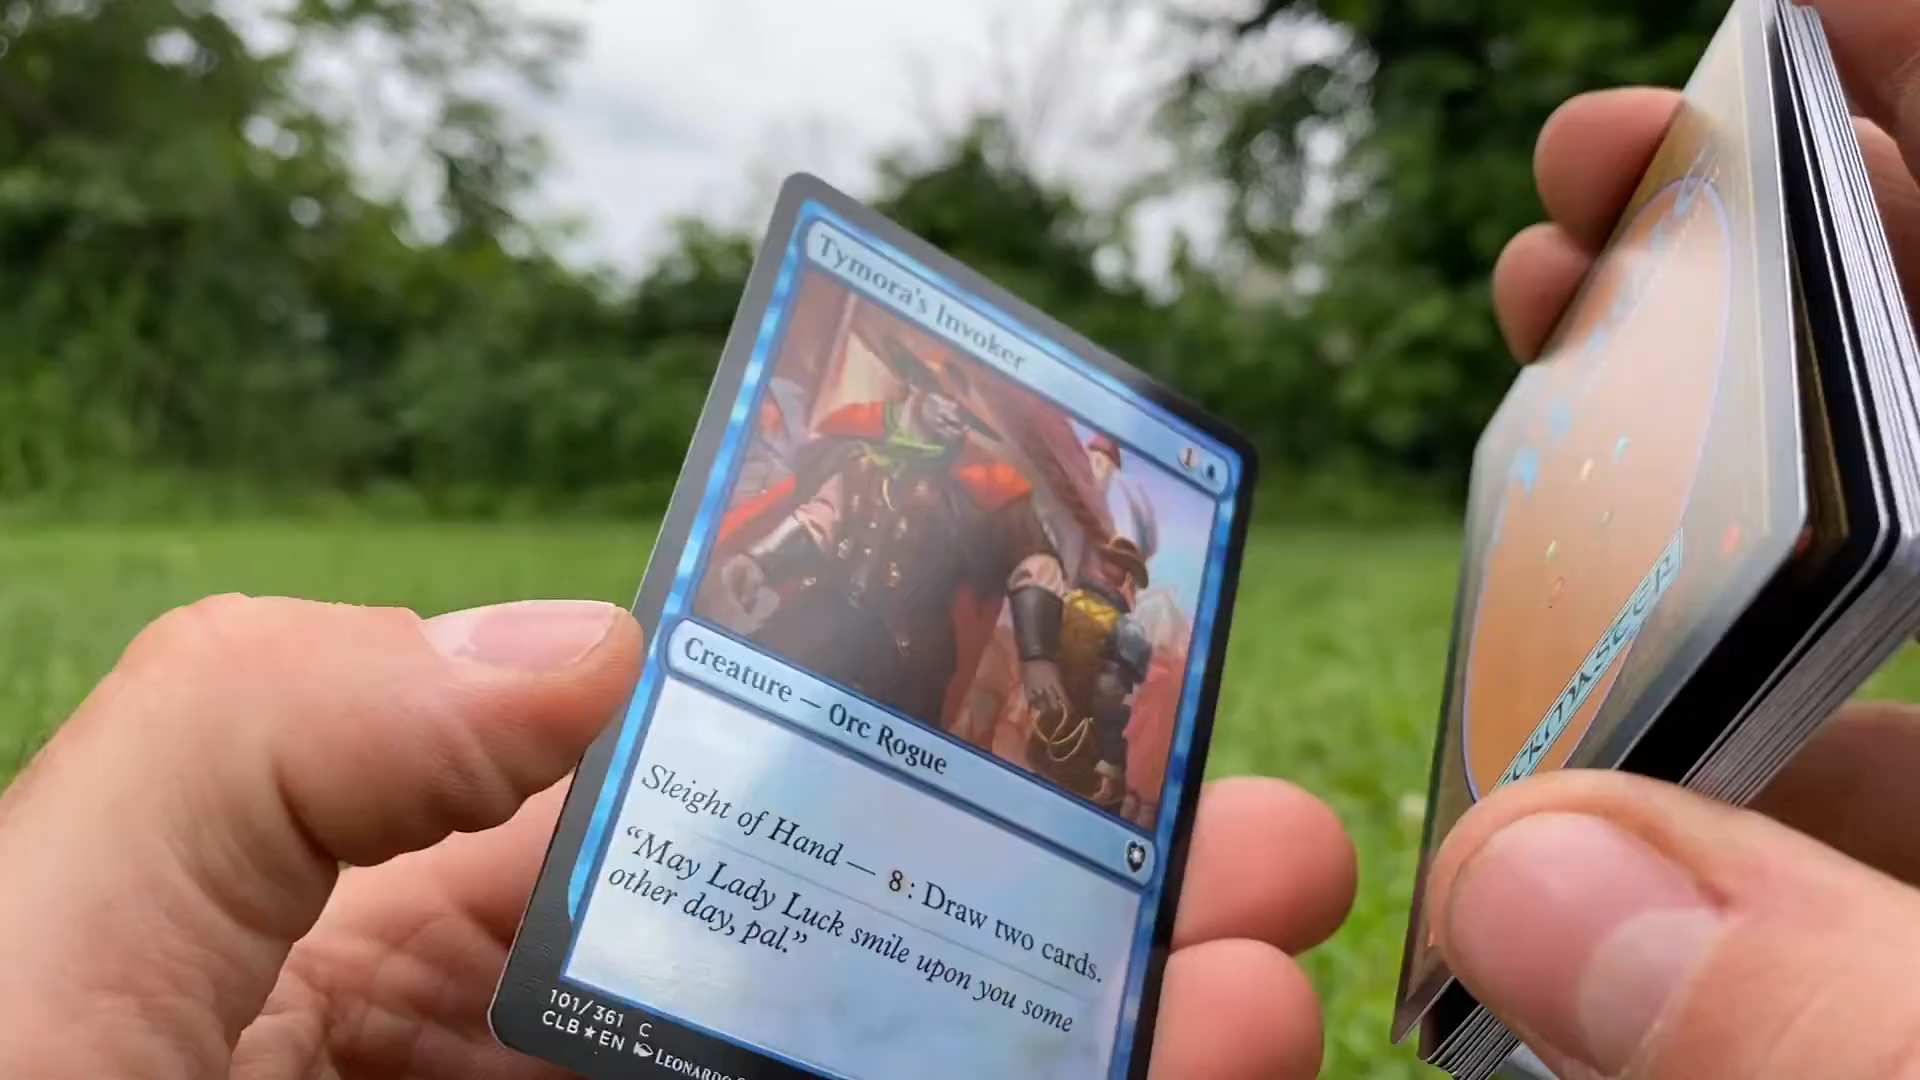 Tymora's Invoker
1
Creature — Orc Rogue
Sleight of Hand — 8: Draw two cards.
“May Lady Luck smile upon you some
other day, pal.”
101/361 C
CLB★EN LEONARDO